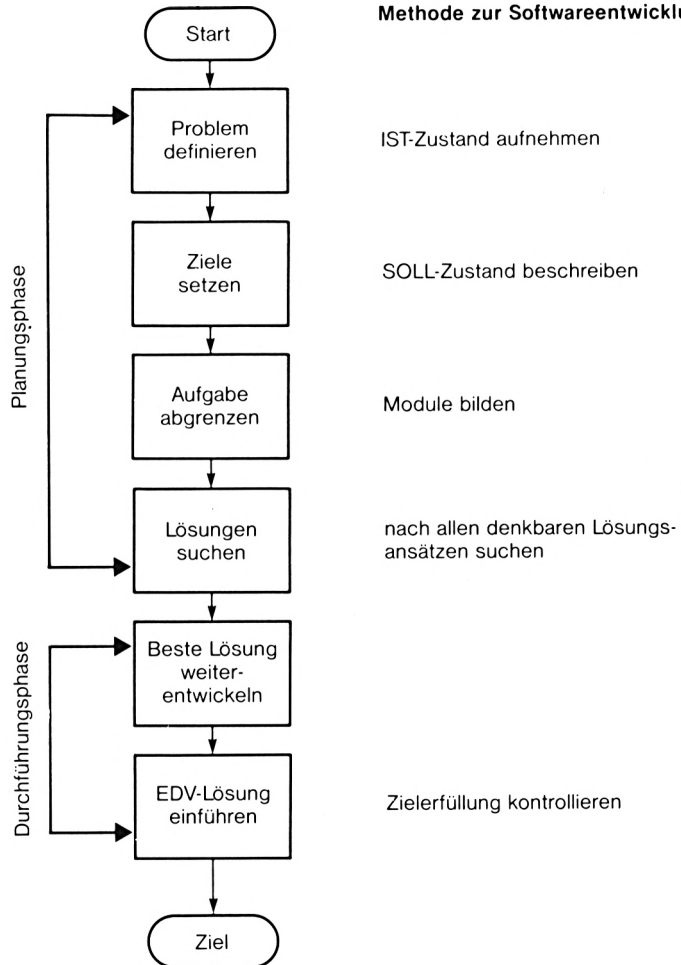 Methode zur
Start
Problem
definieren
IST-Zustand aufnehmen
Ziele
setzen
SOLL-Zustand beschreiben
Planungsphase
Aufgabe
abgrenzen
Module bilden
Lösungen
suchen
nach allen denkbaren Lösungs-
ansätzen suchen
Durchführungsphase
Beste Lösung
weiter-
entwickeln
EDV-Lösung
einführen
Zielerfüllung kontrollieren
Ziel